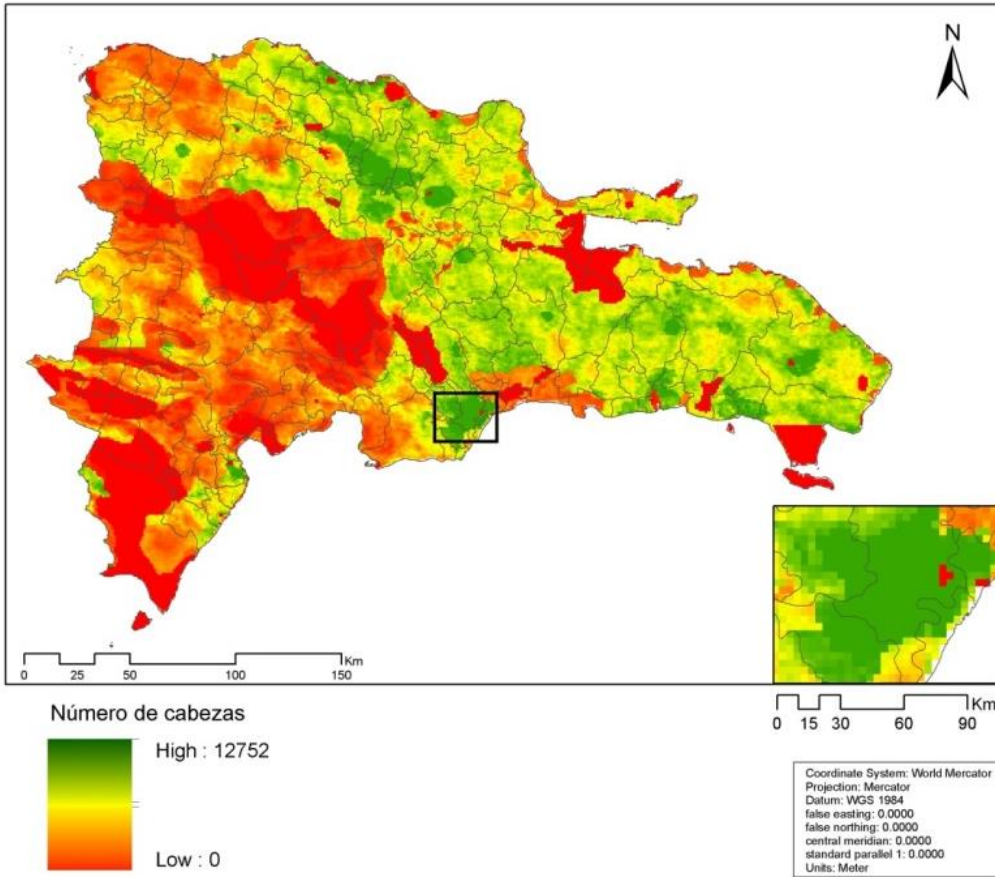 N
Km
0 25 50 100 150
Km
0 15 30 60 90
Número de cabezas
High : 12752
Low : 0
Coordinate System: World Mercator
Projection: Mercator
Datum: WGS 1984
false easting: 0.0000
false northing: 0.0000
central meridian: 0.0000
standard parallel 1: 0.0000
Units: Meter